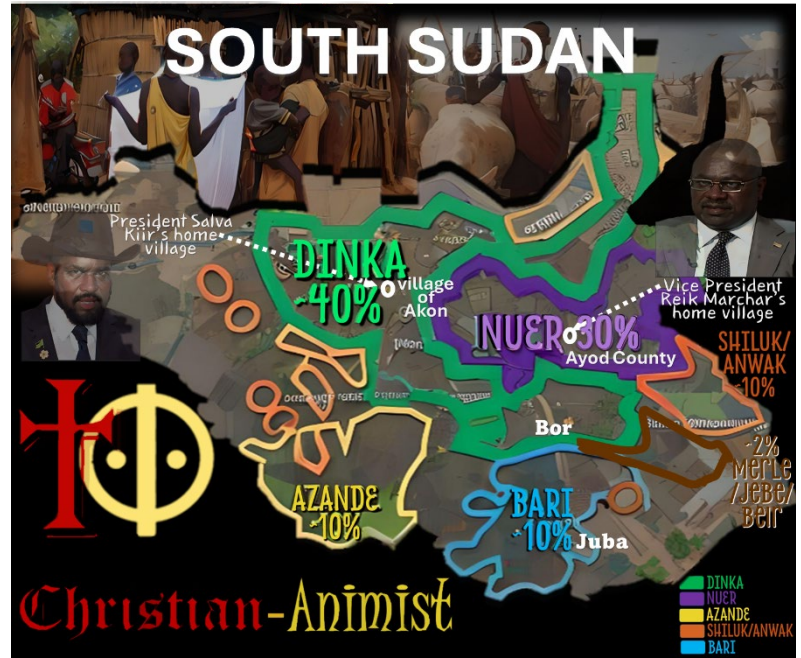 SOUTH SUDAN
President Salva
Kiir's home
village
DINKA
~40%
village
of
Akon
NUER 30%
Ayod County
Vice President
Reik Marchar's
home village
SHILUK/
ANWAK
~10%
Bor
~2%
Merle
/Jebe/
Beir
AZANDE
~10%
BARI
~10%
Juba
Christian-Animist
DINKA
NUER
AZANDE
SHILUK/ANWAK
BARI